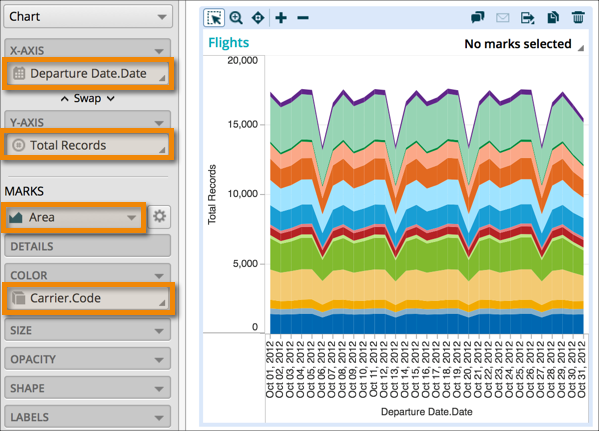 Chart
X-AXIS
Departure Date.Date
Swap
Y-AXIS
Total Records
MARKS
Area
DETAILS
COLOR
Carrier.Code
SIZE
OPACITY
SHAPE
LABELS
Flights
No marks selected
20,000
15,000
10,000
5,000
0
Total Records
Oct 01, 2012
Oct 02, 2012
Oct 03, 2012
Oct 04, 2012
Oct 05, 2012
Oct 06, 2012
Oct 07, 2012
Oct 08, 2012
Oct 09, 2012
Oct 10, 2012
Oct 11, 2012
Oct 12, 2012
Oct 13, 2012
Oct 14, 2012
Oct 15, 2012
Oct 16, 2012
Oct 17, 2012
Oct 18, 2012
Oct 19, 2012
Oct 20, 2012
Oct 21, 2012
Oct 22, 2012
Oct 23, 2012
Oct 24, 2012
Oct 25, 2012
Oct 26, 2012
Oct 27, 2012
Oct 28, 2012
Oct 29, 2012
Oct 30, 2012
Oct 31, 2012
Departure Date.Date